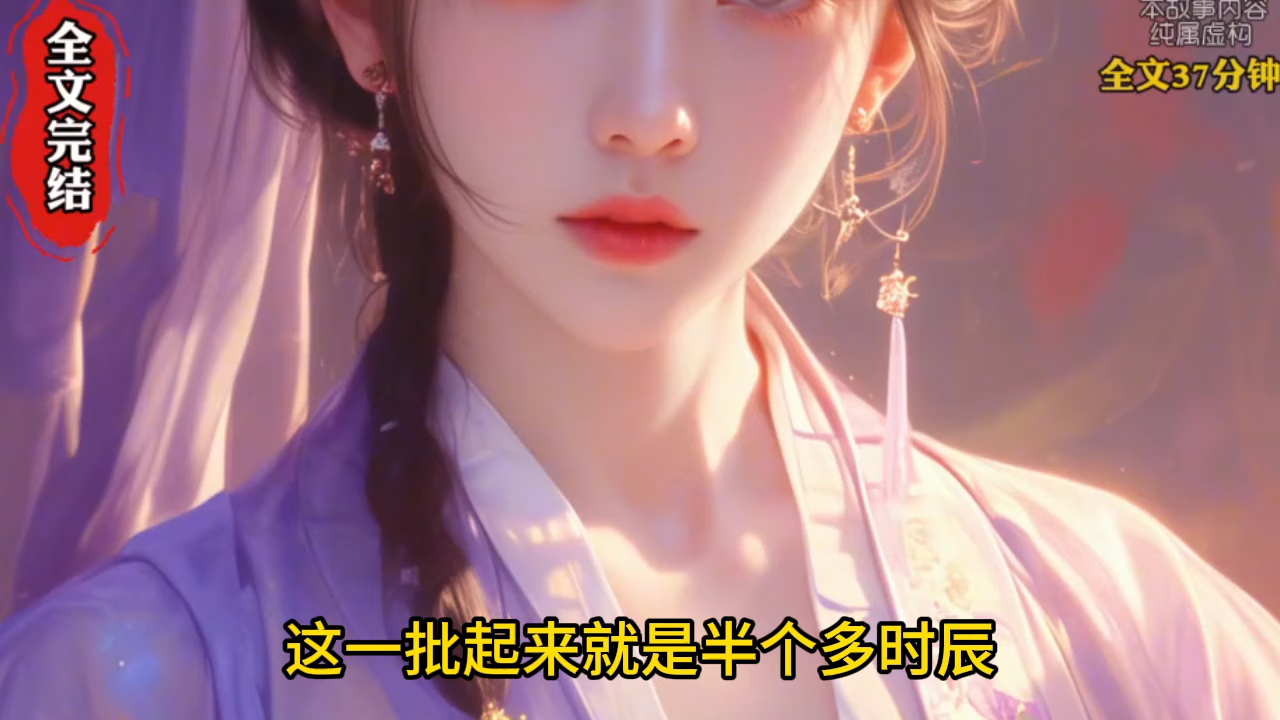 全文完结
本故事内容
纯属虚构
全文37分钟
这一批起来就是半个多时辰